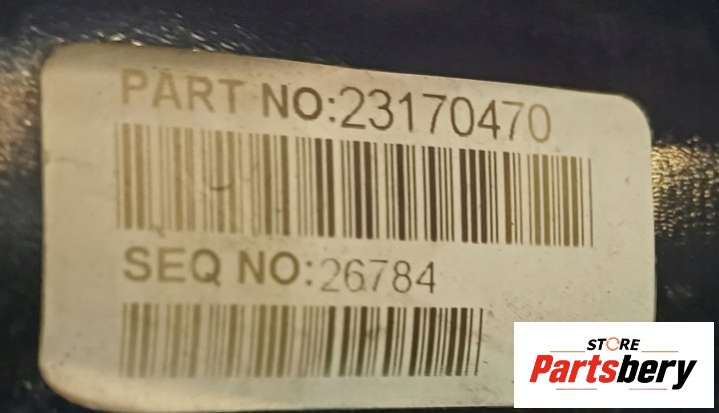 PART NO:23170470
SEQ NO:26784
STORE
Partsbery